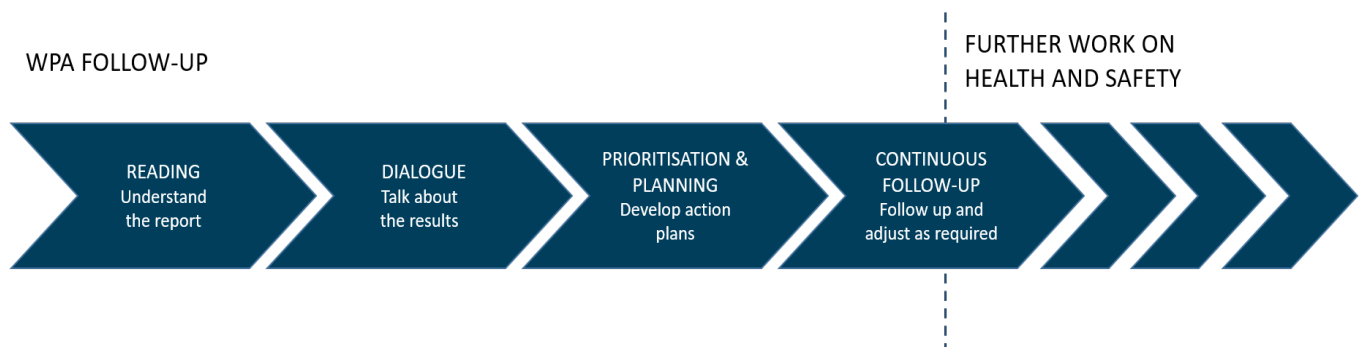 WPA FOLLOW-UP
FURTHER WORK ON
HEALTH AND SAFETY
READING
Understand
the report
DIALOGUE
Talk about
the results
PRIORITISATION &
PLANNING
Develop action
plans
CONTINUOUS
FOLLOW-UP
Follow up and
adjust as required